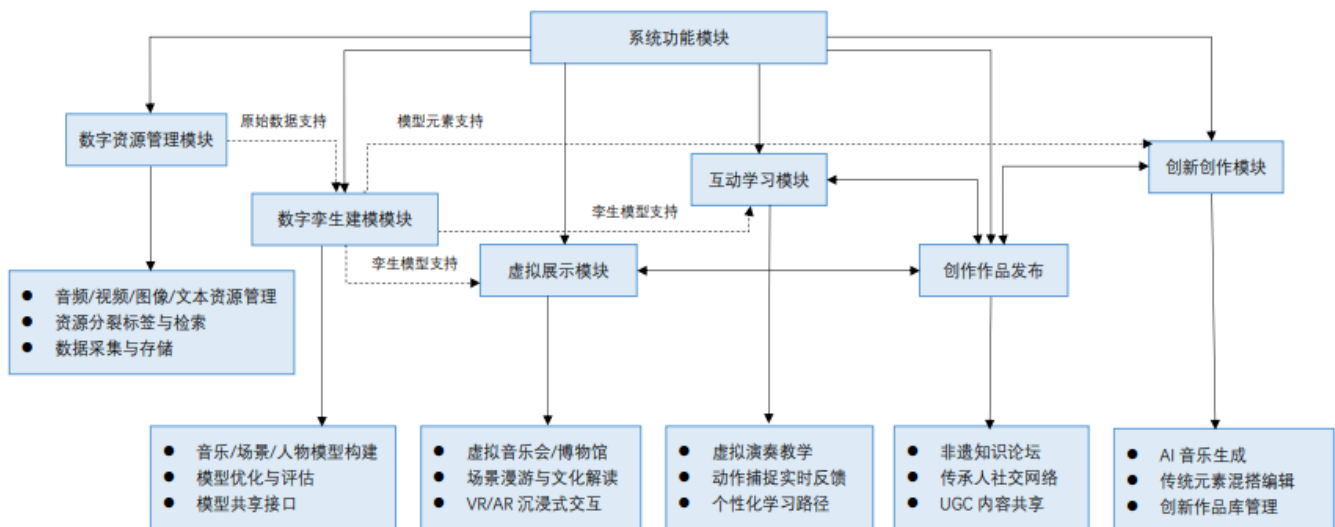 系统功能模块
数字资源管理模块
原始数据支持
模型元素支持
创新创作模块
互动学习模块
数字孪生建模模块
孪生模型支持
孪生模型支持
虚拟展示模块
创作作品发布
● 音频/视频/图像/文本资源管理
● 资源分裂标签与检索
● 数据采集与存储
● 音乐/场景/人物模型构建
● 模型优化与评估
● 模型共享接口
● 虚拟音乐会/博物馆
● 场景漫游与文化解读
● VR/AR 沉浸式交互
● 虚拟演奏教学
● 动作捕捉实时反馈
● 个性化学习路径
● 非遗知识论坛
● 传承人社交网络
● UGC 内容共享
● AI 音乐生成
● 传统元素混搭编辑
● 创新作品库管理